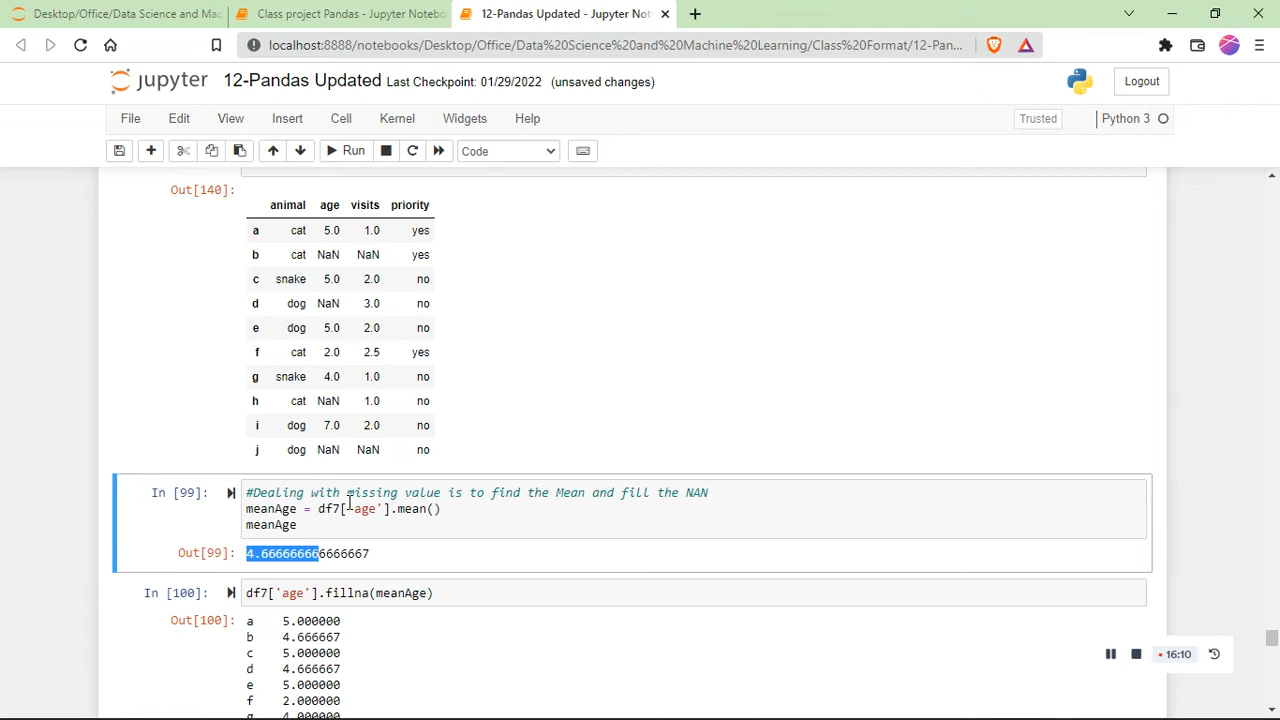 Desktop/Office/Data Science and Mac
Class project Pandas - Jupyter Notebo
12-Pandas Updated - Jupyter Not
localhost:8888/notebooks/Desktop/Office/Data%20Science%20and%20Machine%20Learning/Class%20Format/12-Pan...
jupyter 12-Pandas Updated Last Checkpoint: 01/29/2022 (unsaved changes) Logout
File Edit View Insert Cell Kernel Widgets Help Trusted Python 3
Run Code
Out[140]:
animal age visits priority
a cat 5.0 1.0 yes
b cat NaN NaN yes
c snake 5.0 2.0 no
d dog NaN 3.0 no
e dog 5.0 2.0 no
f cat 2.0 2.5 yes
g snake 4.0 1.0 no
h cat NaN 1.0 no
i dog 7.0 2.0 no
j dog NaN NaN no
In [99]: #Dealing with missing value is to find the Mean and fill the NAN
meanAge = df7['age'].mean()
meanAge
Out[99]: 4.666666666666667
In [100]: df7['age'].fillna(meanAge)
Out[100]: a 5.000000
b 4.666667
c 5.000000
d 4.666667
e 5.000000
f 2.000000
g 4.000000
16:10